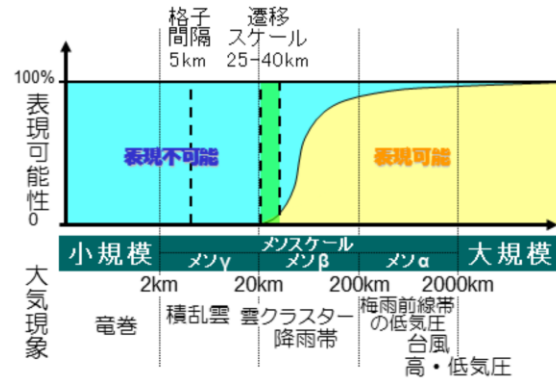 格子
間隔
5km
遷移
スケール
25-40km
100%
表現可能性
0
表現不可能
表現可能
小規模
メソスケール
メソγ
メソβ
メソα
大規模
2km
20km
200km
2000km
大気現象
竜巻
積乱雲
雲クラスター
降雨帯
梅雨前線帯
の低気圧
台風
高・低気圧